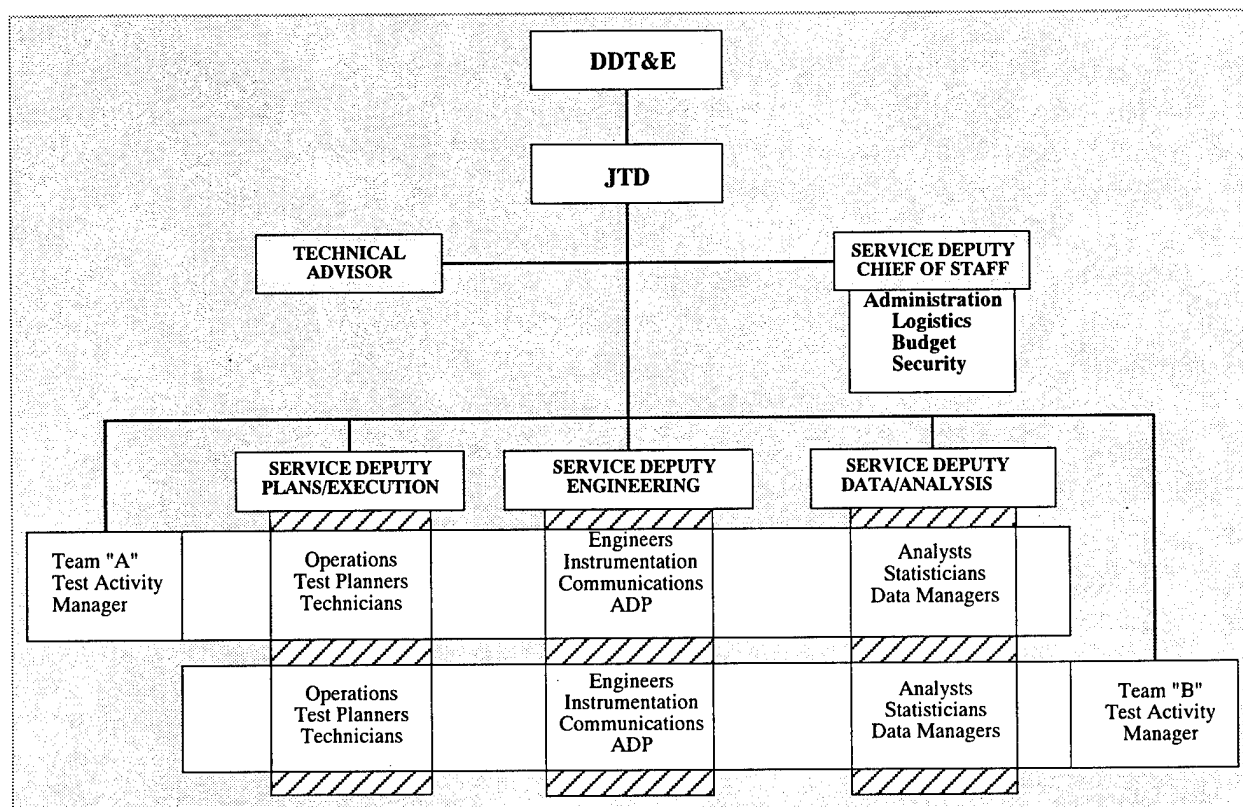 DDT&E
JTD
TECHNICAL
ADVISOR
SERVICE DEPUTY
CHIEF OF STAFF
Administration
Logistics
Budget
Security
SERVICE DEPUTY
PLANS/EXECUTION
SERVICE DEPUTY
ENGINEERING
SERVICE DEPUTY
DATA/ANALYSIS
Team "A"
Test Activity
Manager
Operations
Test Planners
Technicians
Engineers
Instrumentation
Communications
ADP
Analysts
Statisticians
Data Managers
Operations
Test Planners
Technicians
Engineers
Instrumentation
Communications
ADP
Analysts
Statisticians
Data Managers
Team "B"
Test Activity
Manager